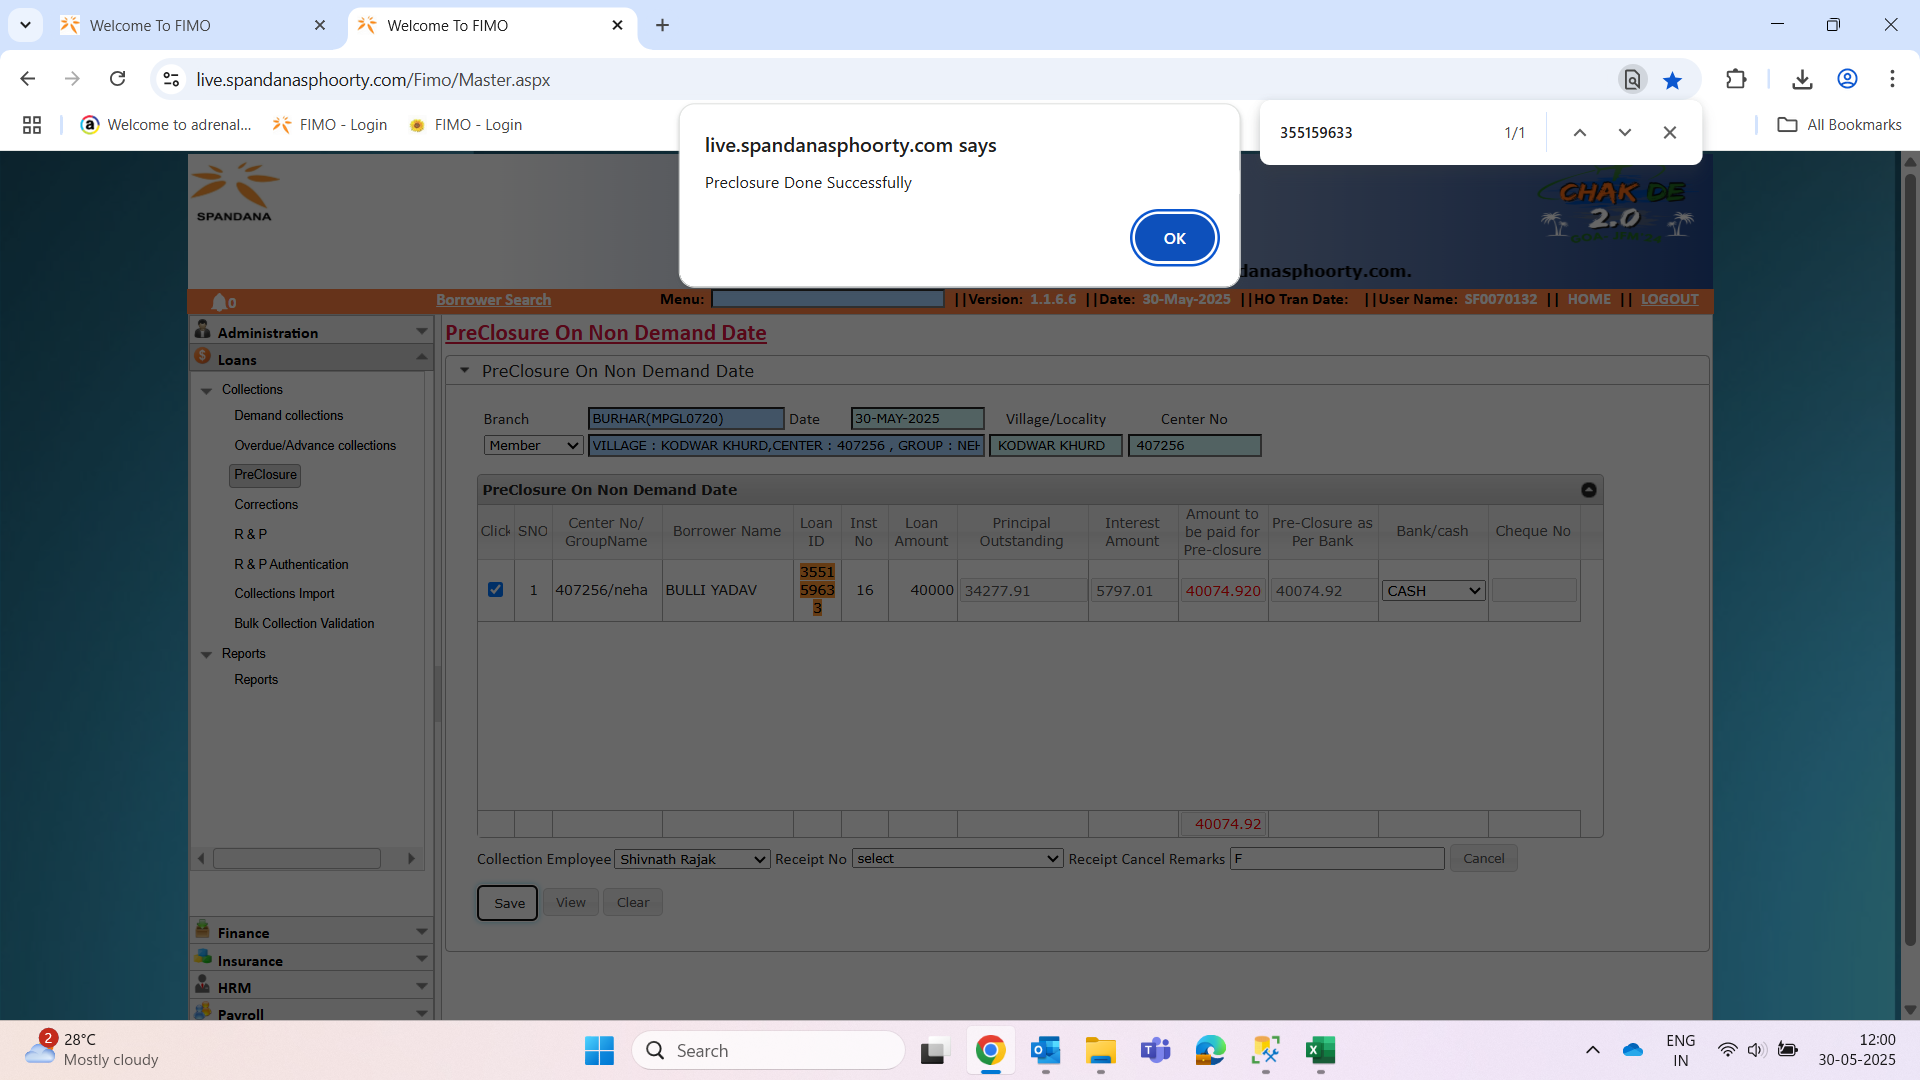 Welcome To FIMO
Welcome To FIMO
live.spandanasphoorty.com/Fimo/Master.aspx
Welcome to adrenal...
FIMO - Login
FIMO - Login
All Bookmarks
355159633
1/1
live.spandanasphoorty.com says
Preclosure Done Successfully
OK
SPANDANA
CHAK DE
2.0
danasphoorty.com.
0
Borrower Search
Menu:
||Version: 1.1.6.6 ||Date: 30-May-2025 ||HO Tran Date: ||User Name: SF0070132 || HOME || LOGOUT
Administration
Loans
Collections
Demand collections
Overdue/Advance collections
PreClosure
Corrections
R & P
R & P Authentication
Collections Import
Bulk Collection Validation
Reports
Reports
Finance
Insurance
HRM
Payroll
PreClosure On Non Demand Date
PreClosure On Non Demand Date
Branch BURHAR(MPGL0720) Date 30-MAY-2025 Village/Locality Center No
Member VILLAGE : KODWAR KHURD,CENTER : 407256 , GROUP : NEH KODWAR KHURD 407256
PreClosure On Non Demand Date
Click SNO Center No/ GroupName Borrower Name Loan ID Inst No Loan Amount Principal Outstanding Interest Amount Amount to be paid for Pre-closure Pre-Closure as Per Bank Bank/cash Cheque No
1 407256/neha BULLI YADAV 355159633 16 40000 34277.91 5797.01 40074.920 40074.92 CASH
40074.92
Collection Employee Shivnath Rajak Receipt No select Receipt Cancel Remarks F Cancel
Save View Clear
2
28°C
Mostly cloudy
Search
ENG
IN
12:00
30-05-2025